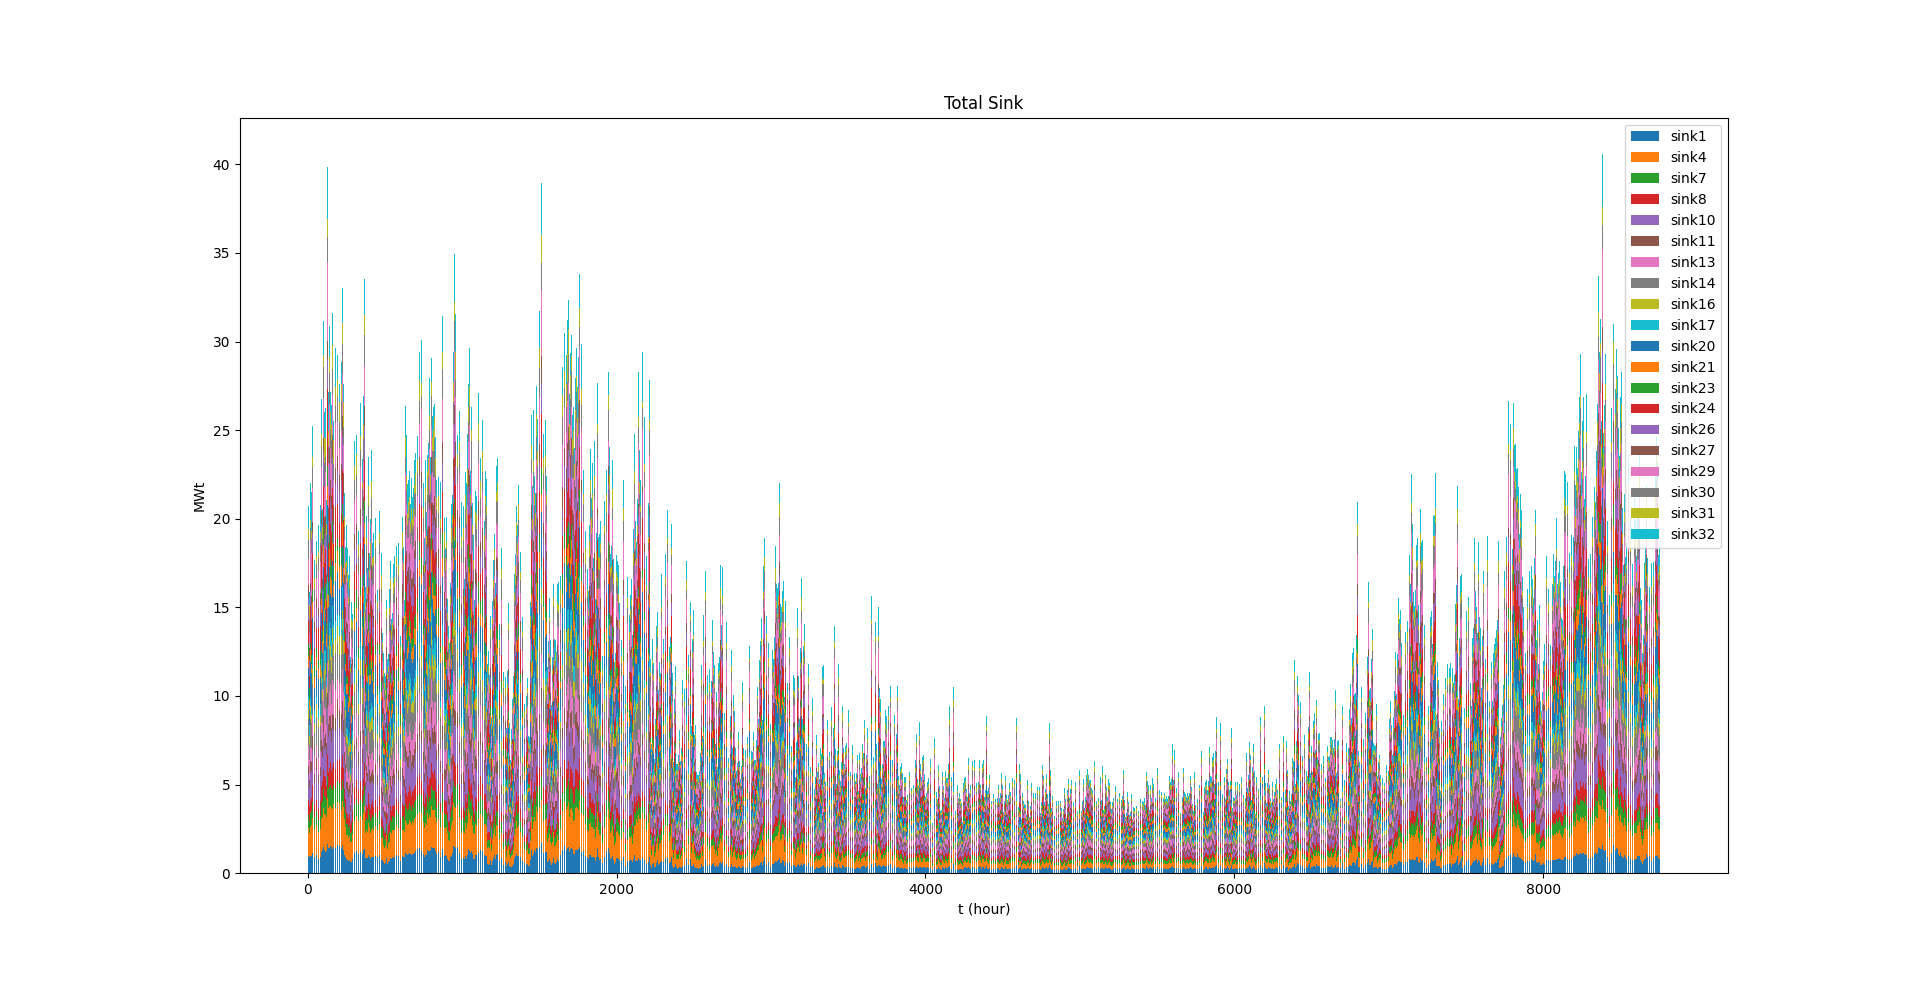 Total Sink
MWt
40
35
30
25
20
15
10
5
0
0 2000 4000 6000 8000
t (hour)
sink1
sink4
sink7
sink8
sink10
sink11
sink13
sink14
sink16
sink17
sink20
sink21
sink23
sink24
sink26
sink27
sink29
sink30
sink31
sink32